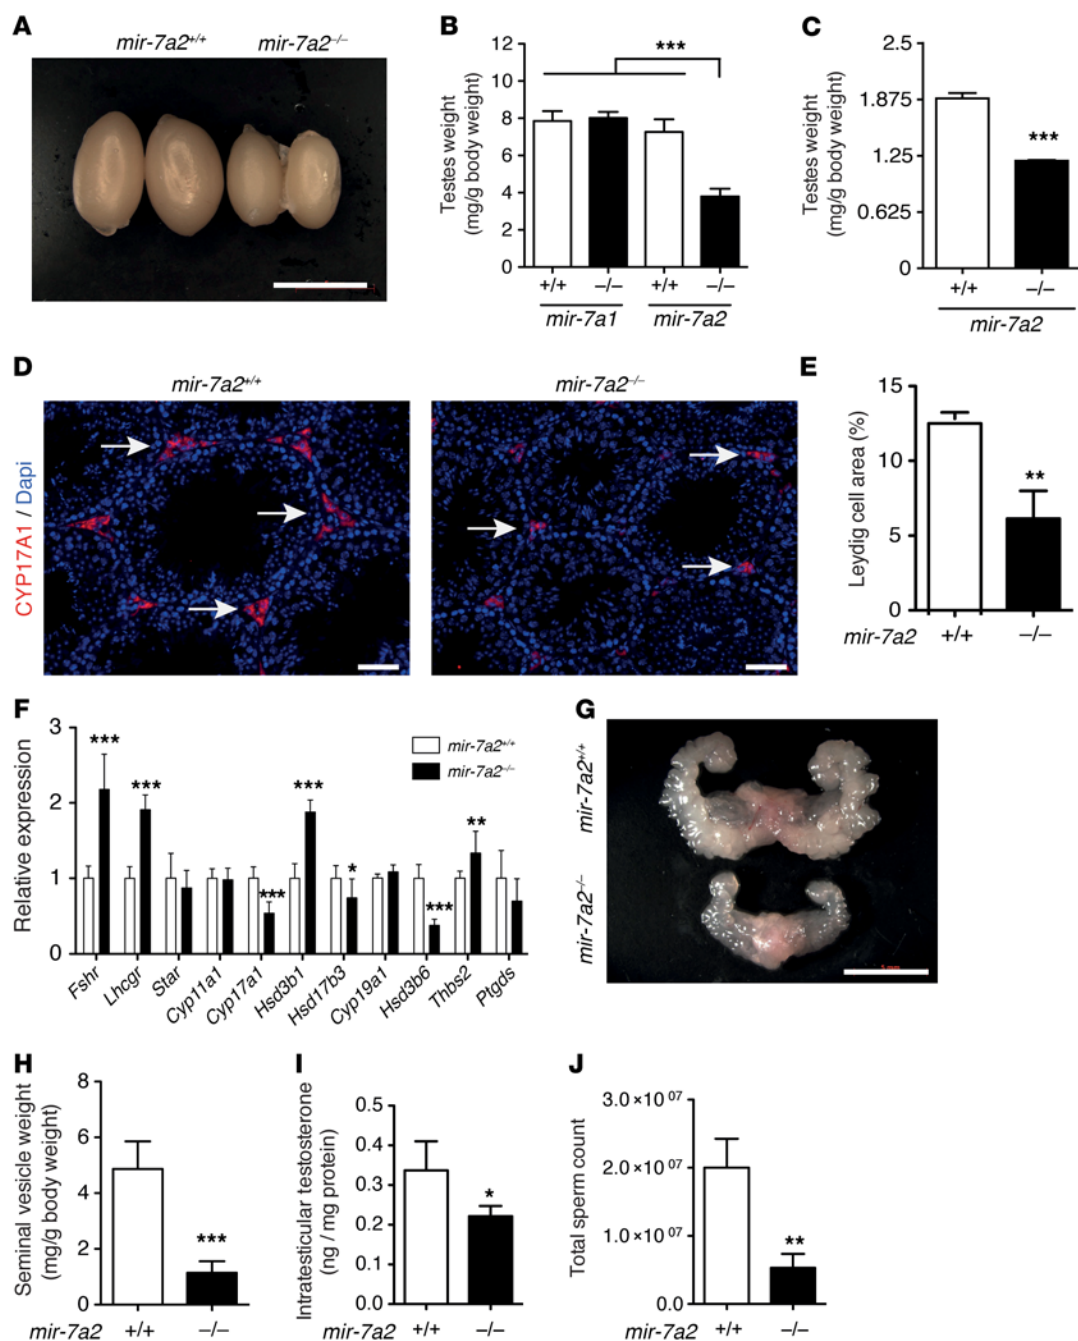 A
mir-7a2+/+ mir-7a2–/–
B
Testes weight
(mg/g body weight)
12
10
8
6
4
2
0
***
+/+ –/– +/+ –/–
mir-7a1 mir-7a2
C
Testes weight
(mg/g body weight)
2.5
1.875
1.25
0.625
0
***
+/+ –/–
mir-7a2
D
mir-7a2+/+ mir-7a2–/–
CYP17A1 / Dapi
E
Leydig cell area (%)
15
10
5
0
**
mir-7a2 +/+ –/–
F
Relative expression
3
2
1
0
mir-7a2+/+
mir-7a2–/–
*** *** *** *** * *** **
Fshr Lhcgr Star Cyp11a1 Cyp17a1 Hsd3b1 Hsd17b3 Cyp19a1 Hsd3b6 Thbs2 Ptgds
G
mir-7a2+/+
mir-7a2–/–
H
Seminal vesicle weight
(mg/g body weight)
8
6
4
2
0
***
mir-7a2 +/+ –/–
I
Intratesticular testosterone
(ng / mg protein)
0.5
0.4
0.3
0.2
0.1
0.0
*
mir-7a2 +/+ –/–
J
Total sperm count
3.0×10 07
2.0×10 07
1.0×10 07
0.0
**
mir-7a2 +/+ –/–